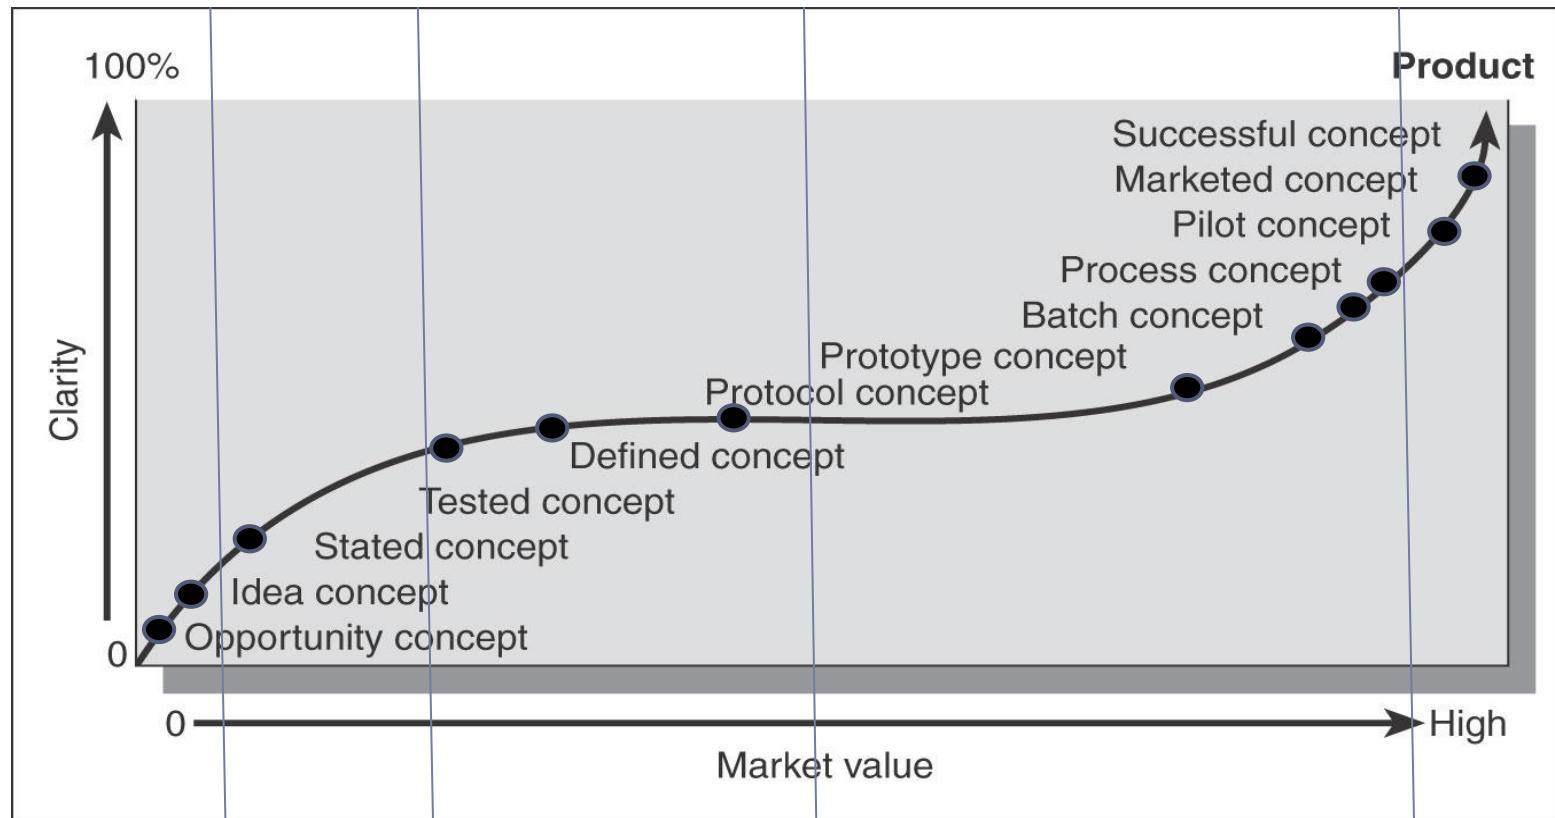 100%
Product
Successful concept
Marketed concept
Pilot concept
Process concept
Batch concept
Prototype concept
Protocol concept
Clarity
Defined concept
Tested concept
Stated concept
Idea concept
Opportunity concept
0
0
High
Market value